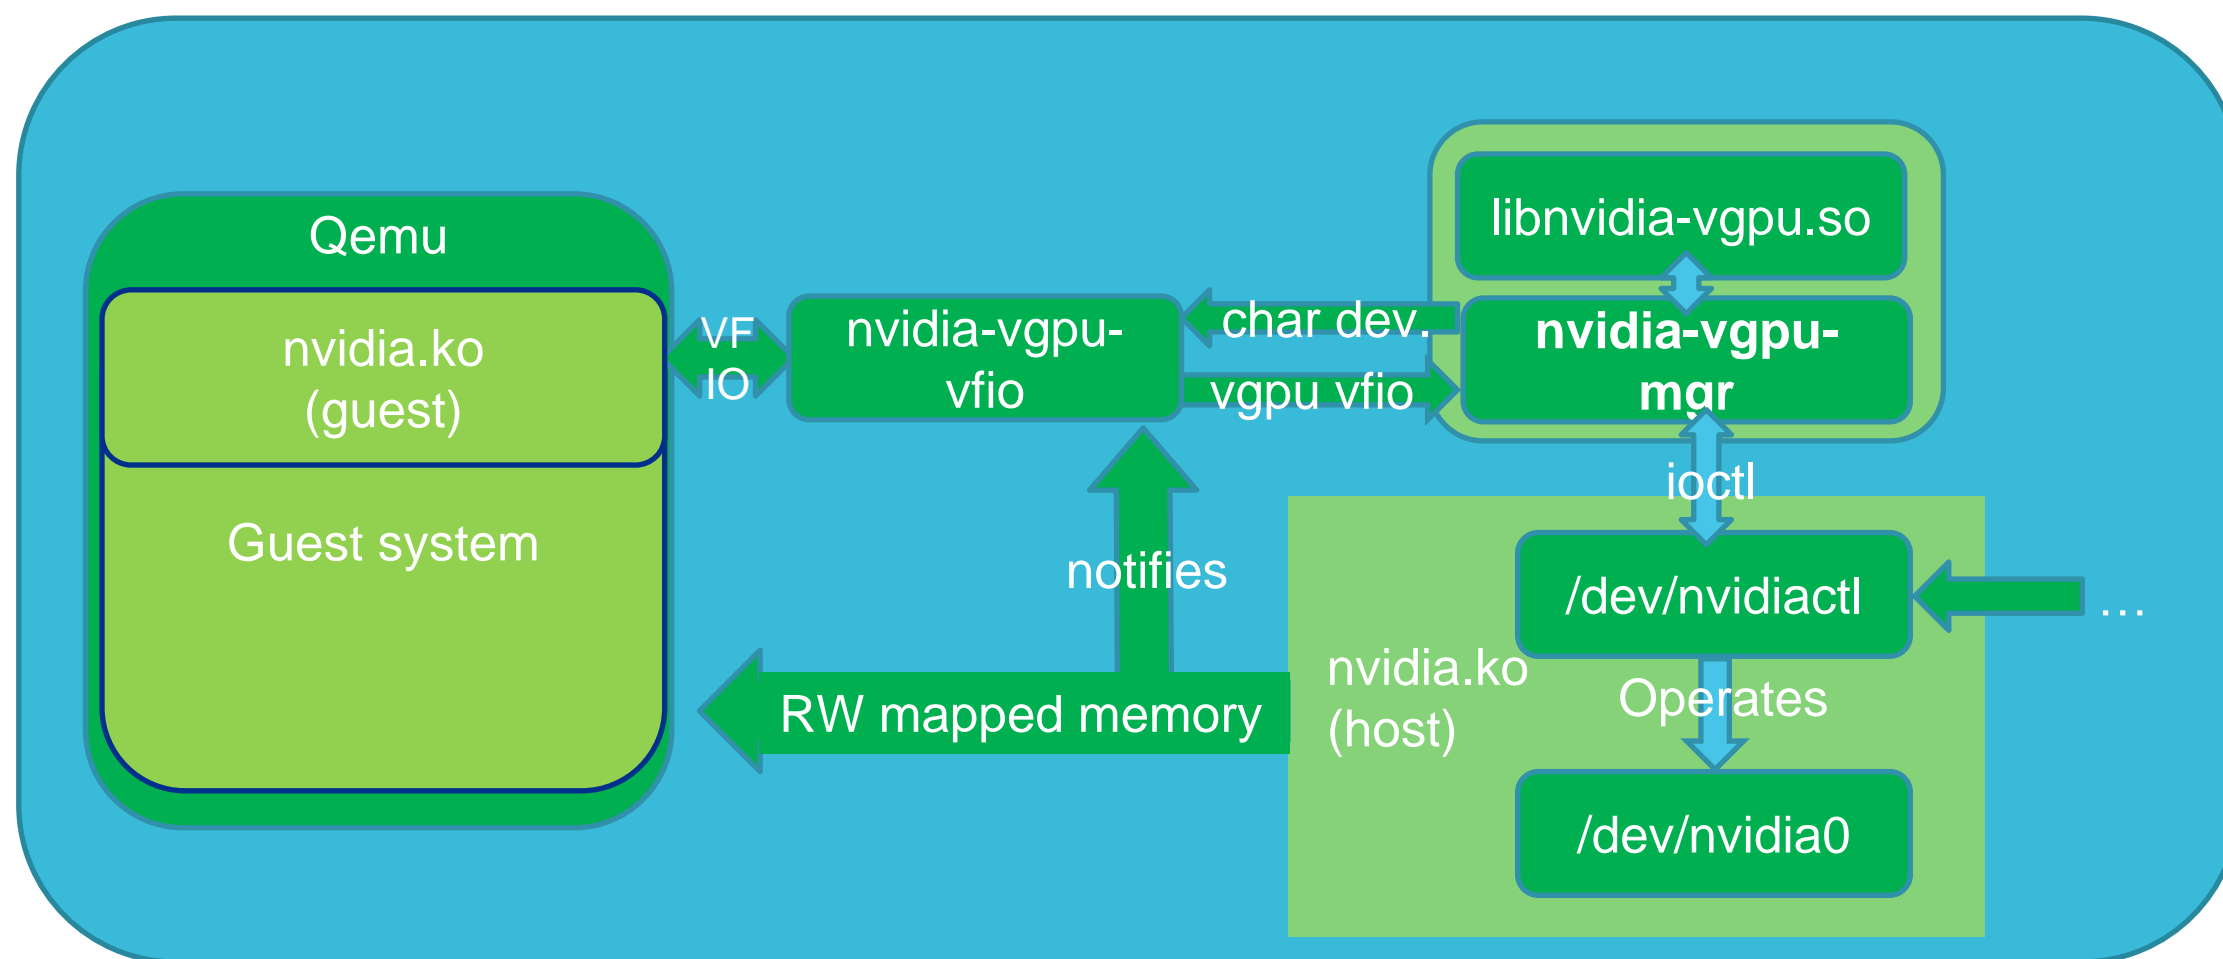 Qemu
nvidia.ko
(guest)
Guest system
VF
IO
nvidia-vgpu-
vfio
char dev.
vgpu vfio
libnvidia-vgpu.so
nvidia-vgpu-
mgr
ioctl
notifies
RW mapped memory
nvidia.ko
(host)
/dev/nvidiactl
…
Operates
/dev/nvidia0